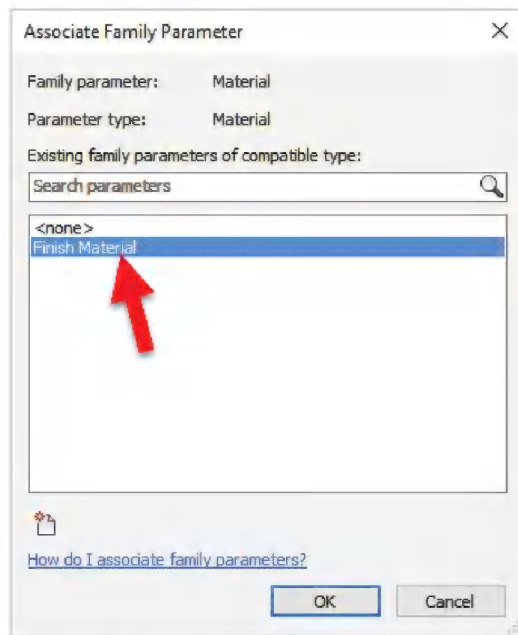 Associate Family Parameter
Family parameter: Material
Parameter type: Material
Existing family parameters of compatible type:
Search parameters
<none>
Finish Material
How do I associate family parameters?
OK Cancel